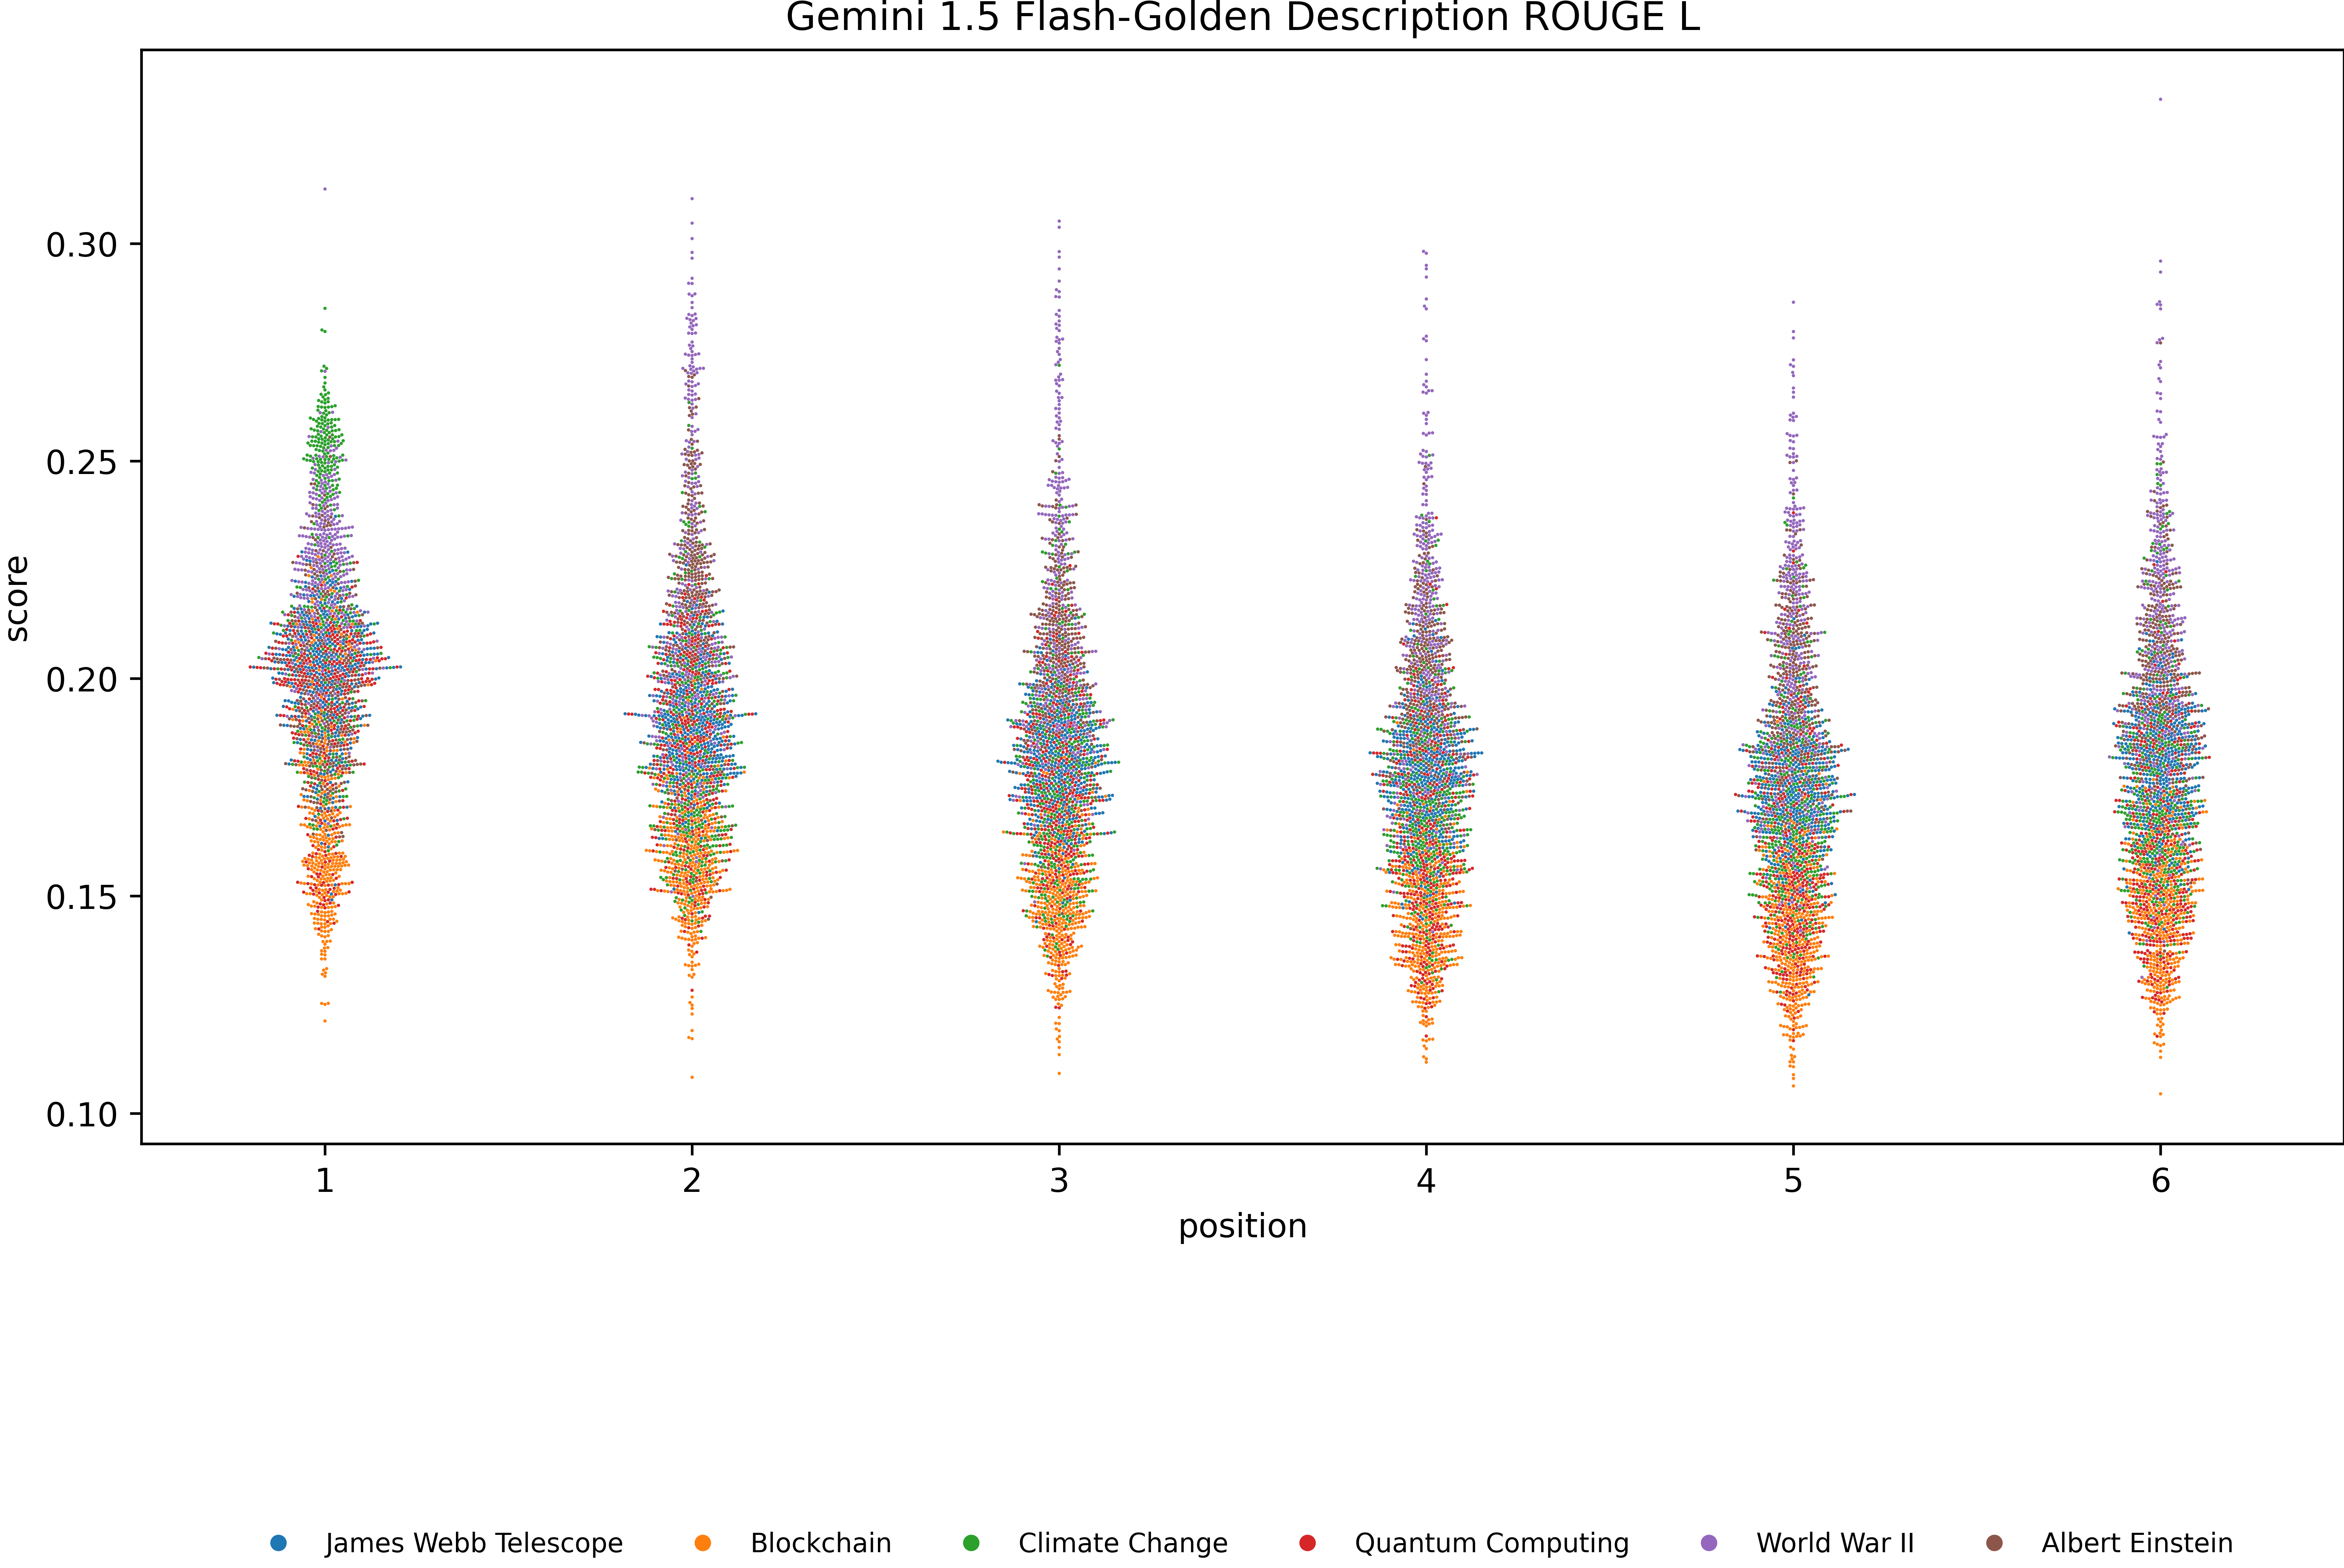 Gemini 1.5 Flash-Golden Description ROUGE L
score
0.30
0.25
0.20
0.15
0.10
1 2 3 4 5 6
position
James Webb Telescope Blockchain Climate Change Quantum Computing World War II Albert Einstein